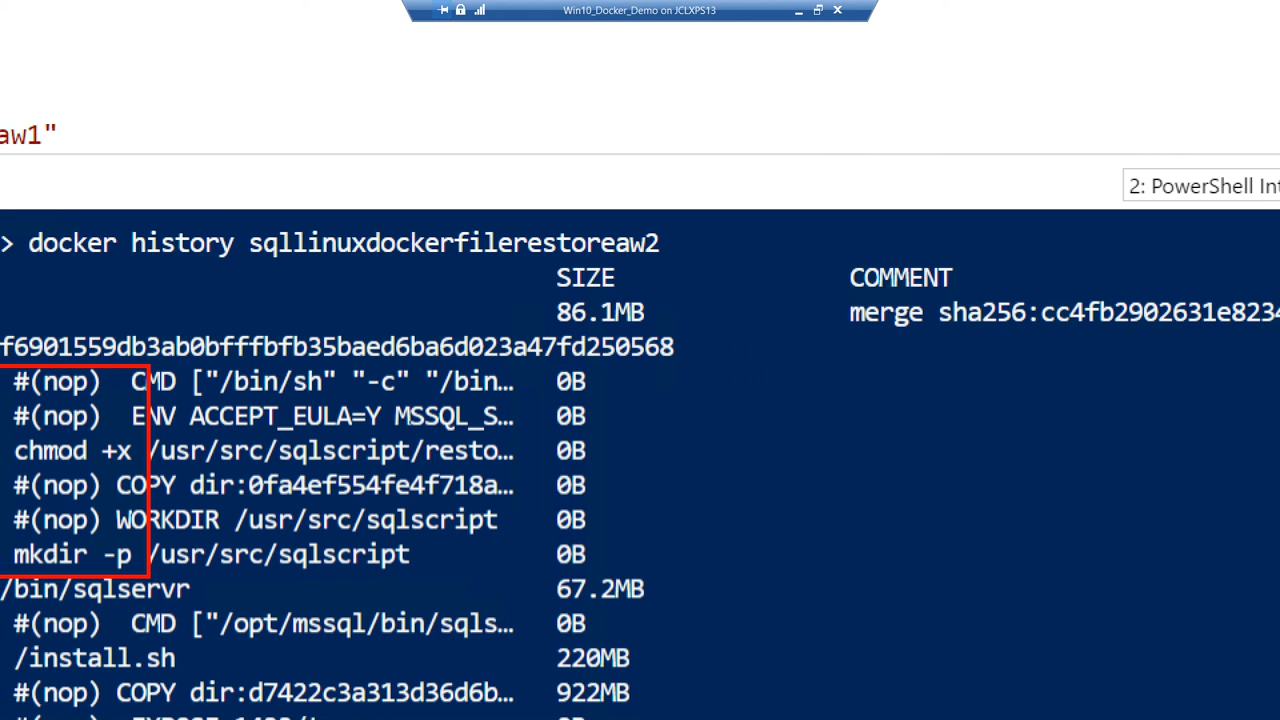 Win10_Docker_Demo on JCLXPS13
aw1"
2: PowerShell Int
> docker history sqllinuxdockerfilerestoreaw2
SIZE COMMENT
86.1MB merge sha256:cc4fb2902631e8234
f6901559db3ab0bfffbfb35baed6ba6d023a47fd250568
#(nop) CMD ["/bin/sh" "-c" "/bin… 0B
#(nop) ENV ACCEPT_EULA=Y MSSQL_S… 0B
chmod +x /usr/src/sqlscript/resto… 0B
#(nop) COPY dir:0fa4ef554fe4f718a… 0B
#(nop) WORKDIR /usr/src/sqlscript 0B
mkdir -p /usr/src/sqlscript 0B
/bin/sqlservr 67.2MB
#(nop) CMD ["/opt/mssql/bin/sqls… 0B
/install.sh 220MB
#(nop) COPY dir:d7422c3a313d36d6b… 922MB